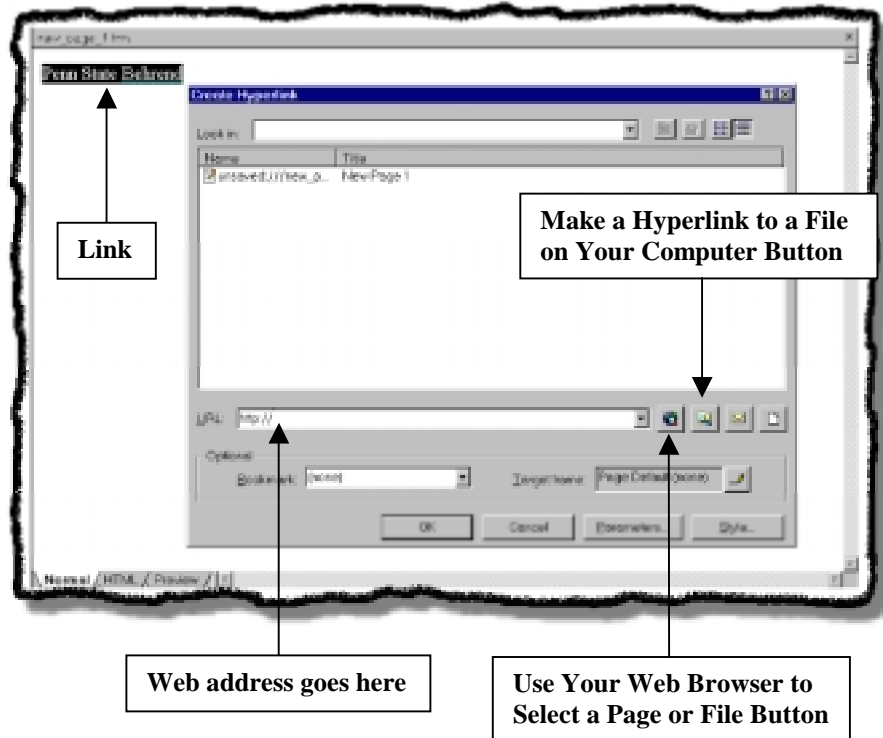 new_page_1.htm
Penn State Behrend
Create Hyperlink
Look in:
Name Title
unsaved:///new_p... New Page 1
Link
Make a Hyperlink to a File
on Your Computer Button
URL: http://
Optional
Bookmark: (none) Target frame: Page Default (none)
OK Cancel Parameters... Style...
Normal HTML Preview
Web address goes here
Use Your Web Browser to
Select a Page or File Button